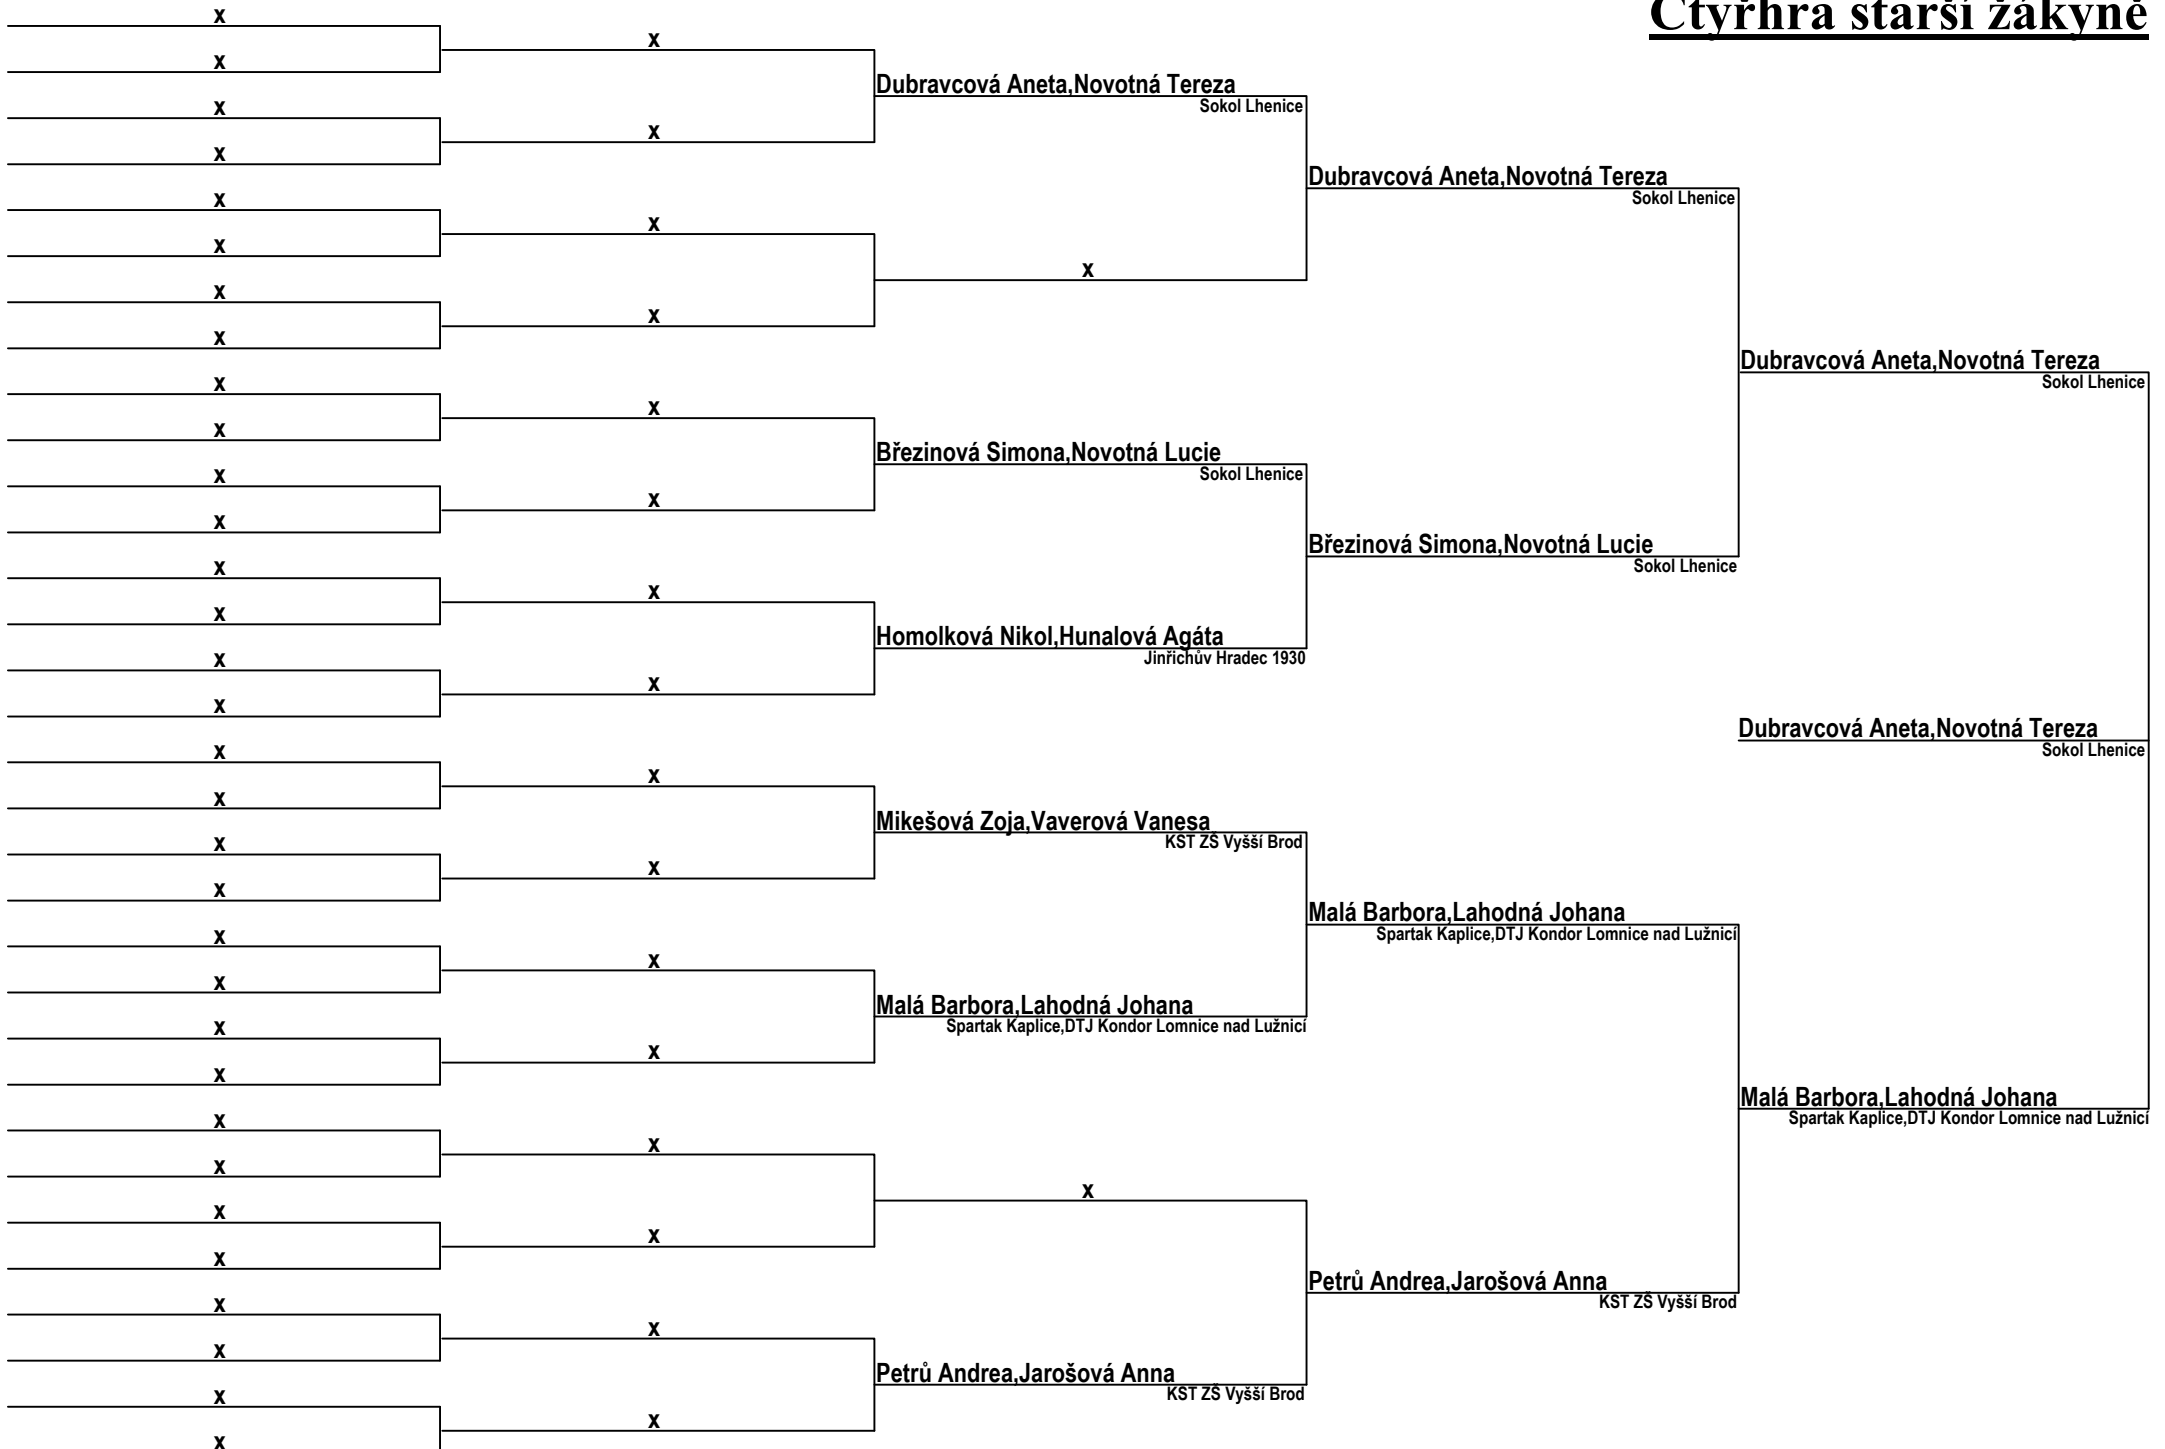 Čtyřhra starší žákyně
x
x
x
Dubravcová Aneta,Novotná Tereza
x
Sokol Lhenice
x
x
Dubravcová Aneta,Novotná Tereza
x
Sokol Lhenice
x
x
x
x
x
x
Dubravcová Aneta,Novotná Tereza
x
Sokol Lhenice
x
x
Březinová Simona,Novotná Lucie
x
Sokol Lhenice
x
x
Březinová Simona,Novotná Lucie
x
Sokol Lhenice
x
x
Homolková Nikol,Hunalová Agáta
x
Jinřichův Hradec 1930
x
x
Dubravcová Aneta,Novotná Tereza
x
Sokol Lhenice
x
x
Mikešová Zoja,Vaverová Vanesa
x
KST ZŠ Vyšší Brod
x
x
Malá Barbora,Lahodná Johana
x
Spartak Kaplice,DTJ Kondor Lomnice nad Lužnicí
x
x
Malá Barbora,Lahodná Johana
x
Spartak Kaplice,DTJ Kondor Lomnice nad Lužnicí
x
x
Malá Barbora,Lahodná Johana
x
Spartak Kaplice,DTJ Kondor Lomnice nad Lužnicí
x
x
x
x
x
x
Petrů Andrea,Jarošová Anna
x
KST ZŠ Vyšší Brod
x
x
Petrů Andrea,Jarošová Anna
x
KST ZŠ Vyšší Brod
x
x